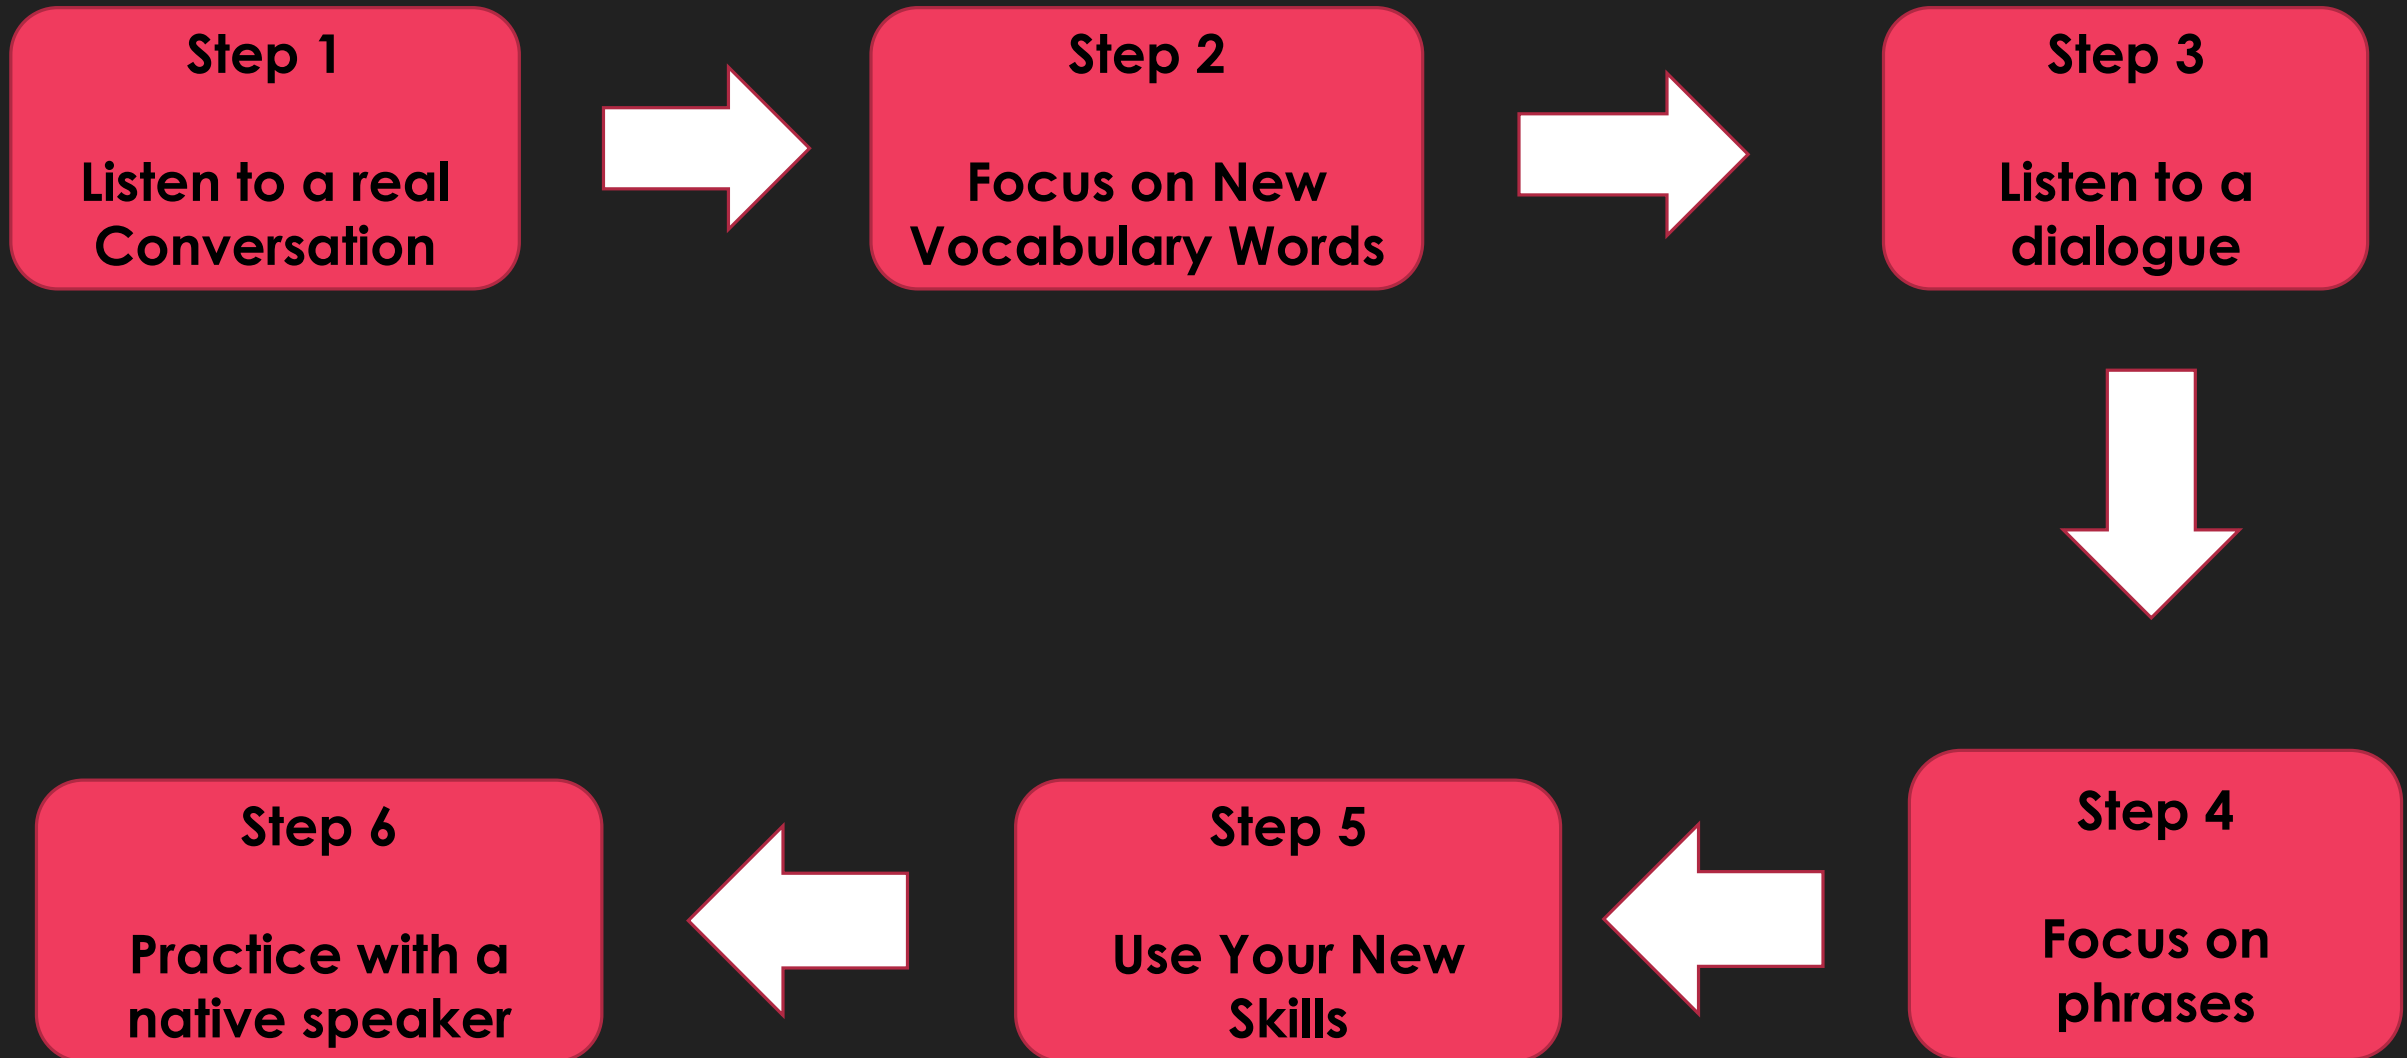 Step 1
Listen to a real
Conversation
Step 2
Focus on New
Vocabulary Words
Step 3
Listen to a
dialogue
Step 4
Focus on
phrases
Step 5
Use Your New
Skills
Step 6
Practice with a
native speaker